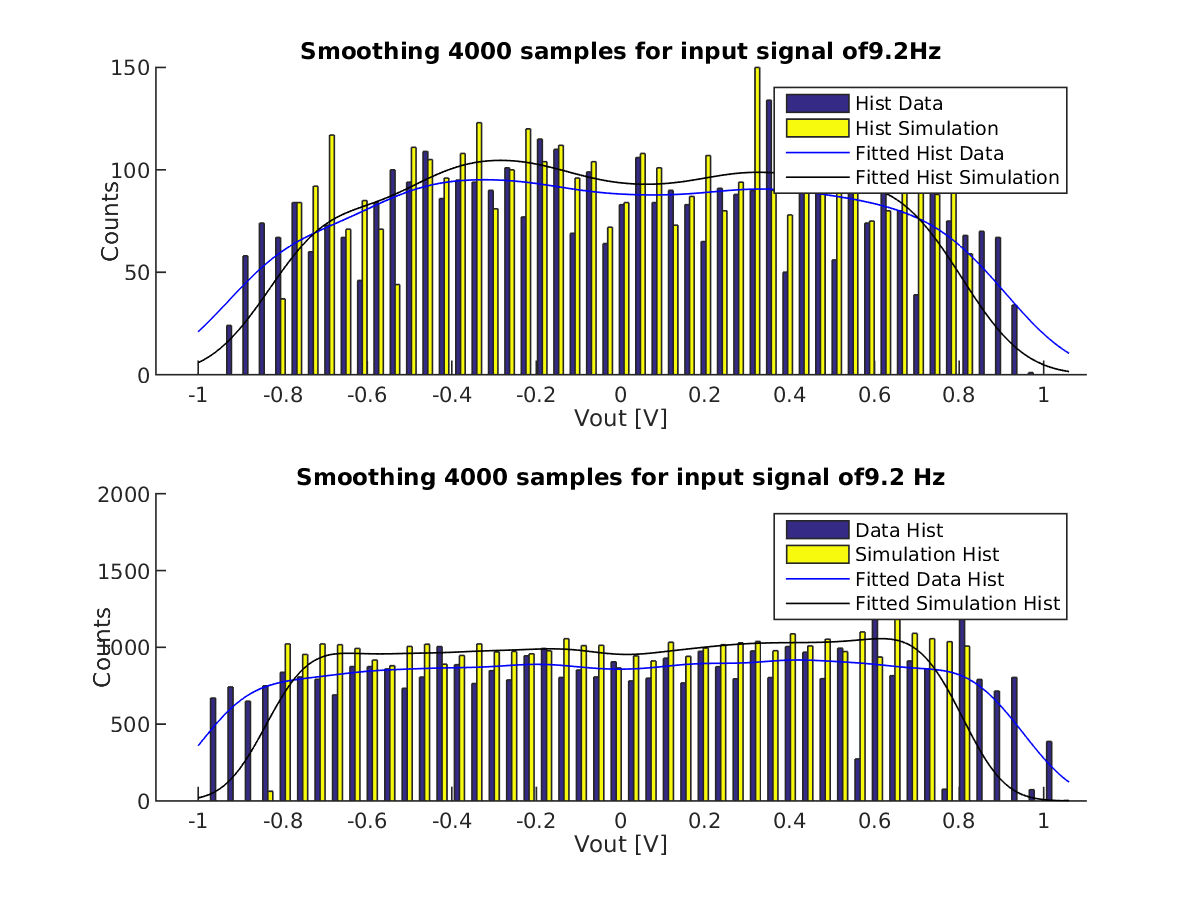 Smoothing 4000 samples for input signal of9.2Hz
150
100
50
0
Counts
Hist Data
Hist Simulation
Fitted Hist Data
Fitted Hist Simulation
-1 -0.8 -0.6 -0.4 -0.2 0 0.2 0.4 0.6 0.8 1
Vout [V]
Smoothing 4000 samples for input signal of9.2 Hz
2000
1500
1000
500
0
Counts
Data Hist
Simulation Hist
Fitted Data Hist
Fitted Simulation Hist
-1 -0.8 -0.6 -0.4 -0.2 0 0.2 0.4 0.6 0.8 1
Vout [V]